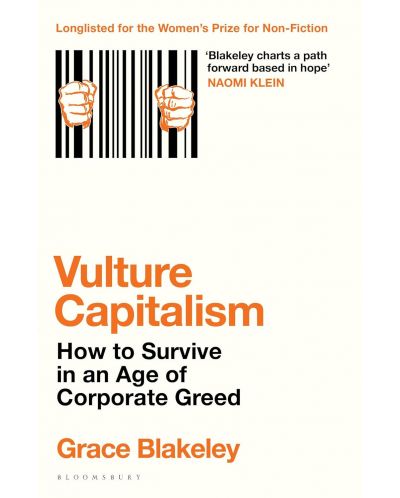 Longlisted for the Women's Prize for Non-Fiction
‘Blakeley charts a path
forward based in hope’
NAOMI KLEIN
Vulture
Capitalism
How to Survive
in an Age of
Corporate Greed
Grace Blakeley
BLOOMSBURY